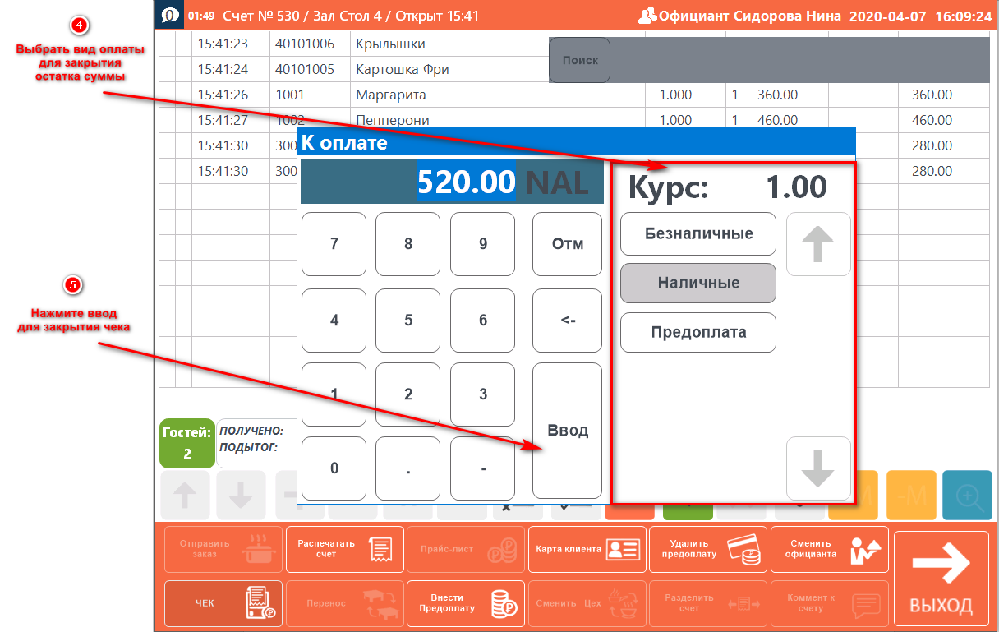 4
Выбрать вид оплаты
для закрытия
остатка суммы
5
Нажмите ввод
для закрытия чека
0 01:49 Счет № 530 / Зал Стол 4 / Открыт 15:41 Официант Сидорова Нина 2020-04-07 16:09:24
15:41:23 40101006 Крылышки
Поиск
15:41:24 40101005 Картошка Фри
15:41:26 1001 Маргарита 1.000 1 360.00 360.00
15:41:27 1002 Пепперони 1.000 1 460.00 460.00
15:41:30 300 280.00
15:41:30 300 280.00
К оплате
520.00 NAL
Курс: 1.00
7 8 9 Отм
4 5 6 <-
1 2 3 Ввод
0 . -
Безналичные
Наличные
Предоплата
Гостей:
2
ПОЛУЧЕНО:
ПОДЫТОГ:
-М
Отправить
заказ
Распечатать
счет
Прайс-лист
Карта клиента
Удалить
предоплату
Сменить
официанта
ЧЕК
Перенос
Внести
Предоплату
Сменить Цех
Разделить
счет
Коммент к
счету
ВЫХОД